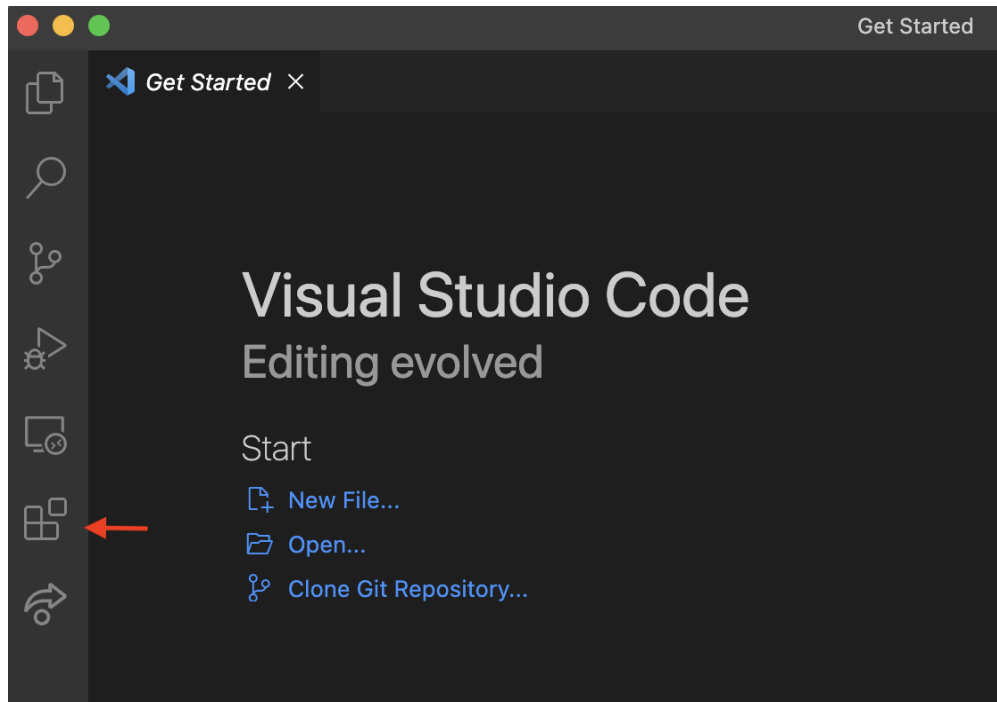 Get Started
Get Started
Visual Studio Code
Editing evolved
Start
New File...
Open...
Clone Git Repository...